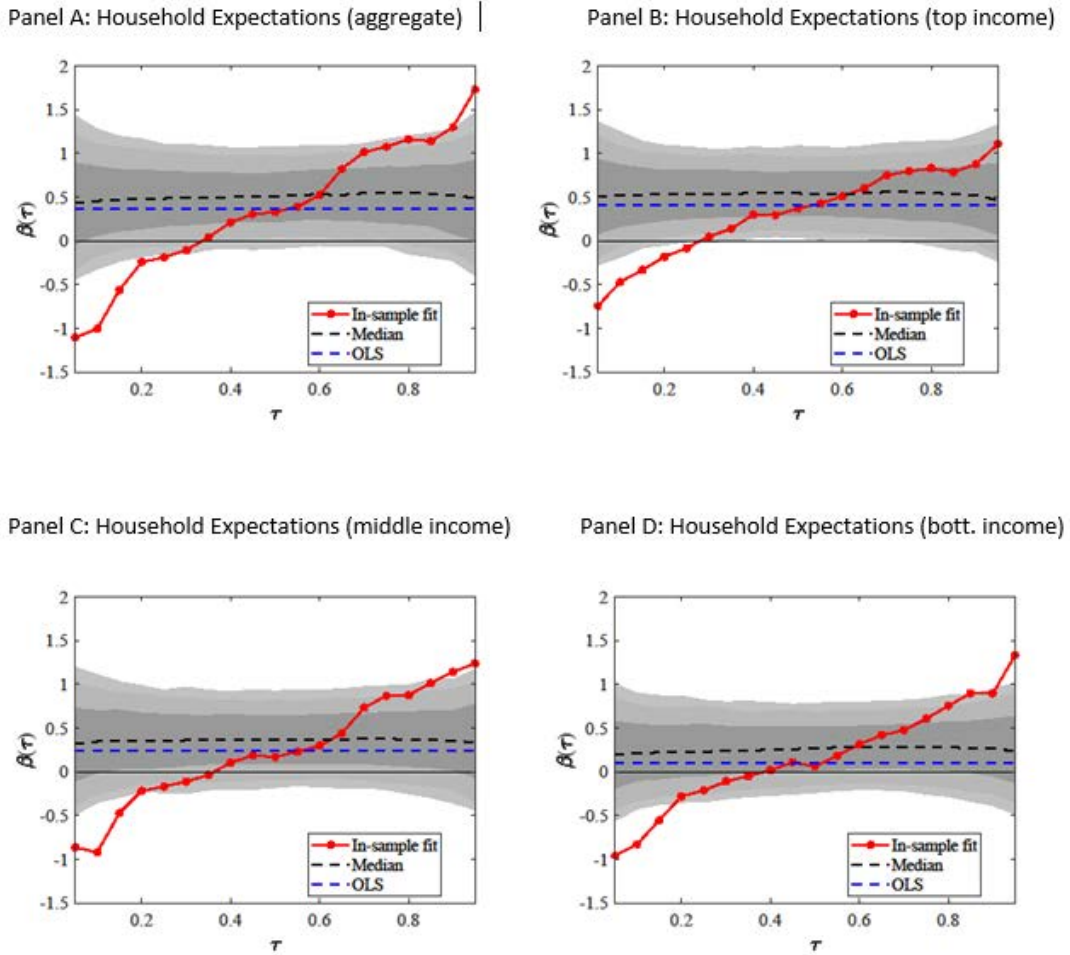 Panel A: Household Expectations (aggregate)
Panel B: Household Expectations (top income)
2
1.5
1
0.5
0
-0.5
-1
-1.5
β(τ)
0.2 0.4 0.6 0.8
τ
In-sample fit
Median
OLS
2
1.5
1
0.5
0
-0.5
-1
-1.5
β(τ)
0.2 0.4 0.6 0.8
τ
In-sample fit
Median
OLS
Panel C: Household Expectations (middle income)
Panel D: Household Expectations (bott. income)
2
1.5
1
0.5
0
-0.5
-1
-1.5
β(τ)
0.2 0.4 0.6 0.8
τ
In-sample fit
Median
OLS
2
1.5
1
0.5
0
-0.5
-1
-1.5
β(τ)
0.2 0.4 0.6 0.8
τ
In-sample fit
Median
OLS